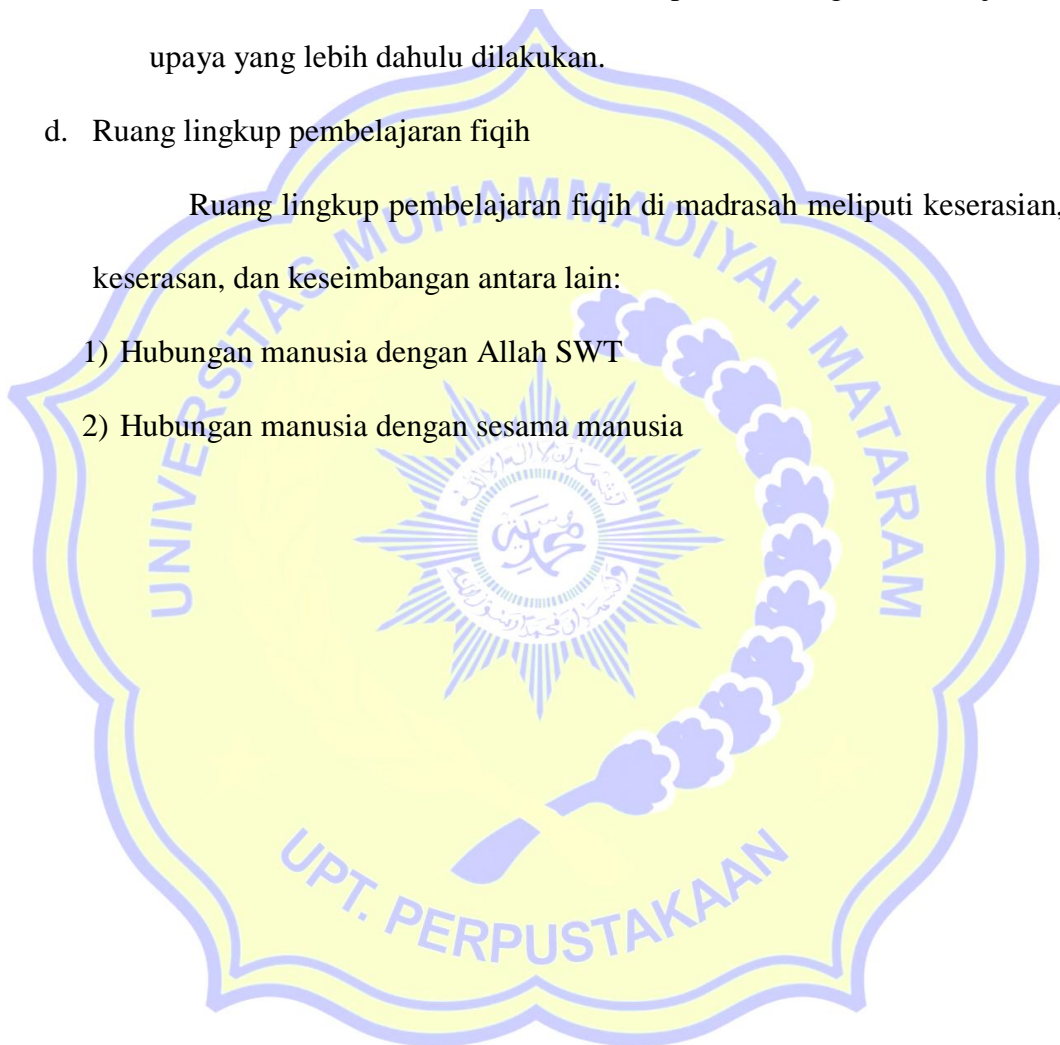 upaya yang lebih dahulu dilakukan.
d. Ruang lingkup pembelajaran fiqih
Ruang lingkup pembelajaran fiqih di madrasah meliputi keserasian,
keserasan, dan keseimbangan antara lain:
1) Hubungan manusia dengan Allah SWT
2) Hubungan manusia dengan sesama manusia
UNIVERSITAS MUHAMMADIYAH MATARAM
UPT. PERPUSTAKAAN